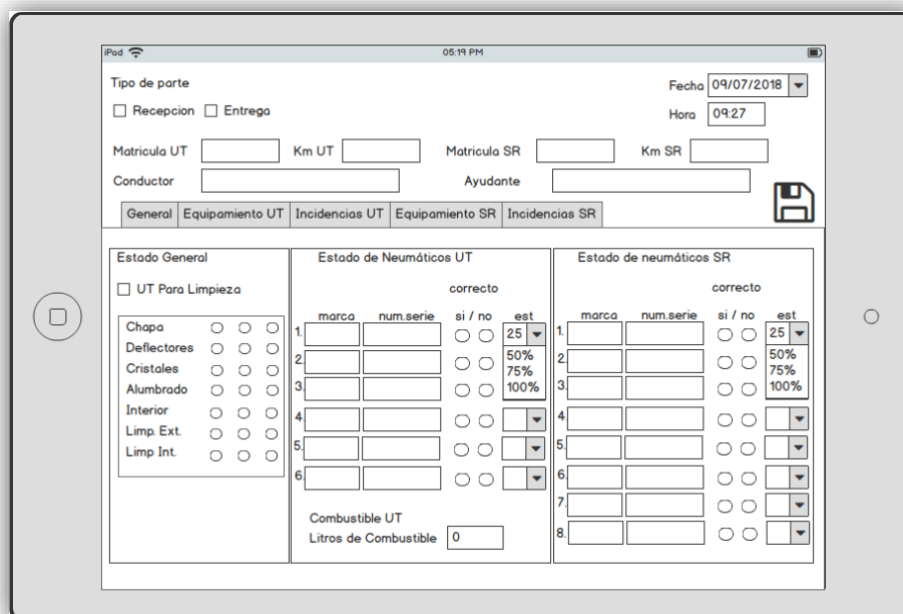 iPod 05:19 PM
Tipo de parte
Fecha 09/07/2018
Recepcion Entrega
Hora 09:27
Matricula UT Km UT Matricula SR Km SR
Conductor Ayudante
General Equipamiento UT Incidencias UT Equipamiento SR Incidencias SR
Estado General
UT Para Limpieza
Chapa
Deflectores
Cristales
Alumbrado
Interior
Limp. Ext.
Limp Int.
Estado de Neumáticos UT
correcto
marca num.serie si / no est
1. 25
2. 50%
75%
3. 100%
4.
5.
6.
Combustible UT
Litros de Combustible 0
Estado de neumáticos SR
correcto
marca num.serie si / no est
1. 25
2. 50%
75%
3. 100%
4.
5.
6.
7.
8.